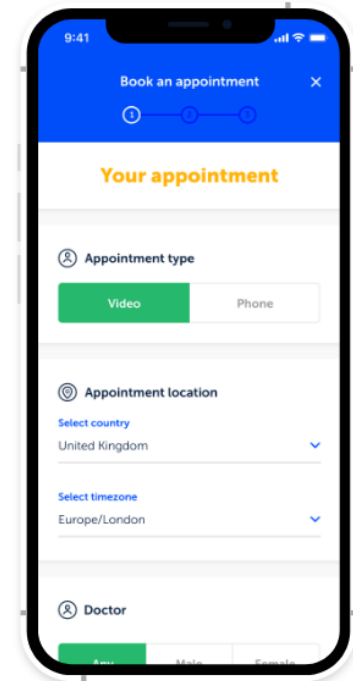 9:41
Book an appointment
1 2 3
Your appointment
Appointment type
Video Phone
Appointment location
Select country
United Kingdom
Select timezone
Europe/London
Doctor
Any Male Female